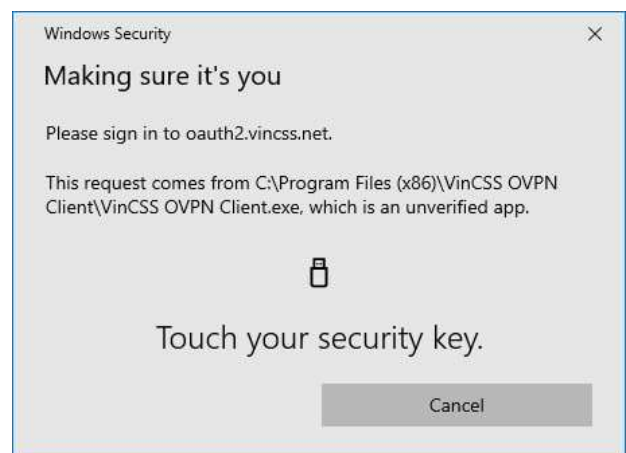 Windows Security
Making sure it's you
Please sign in to oauth2.vincss.net.
This request comes from C:\Program Files (x86)\VinCSS OVPN
Client\VinCSS OVPN Client.exe, which is an unverified app.
Touch your security key.
Cancel